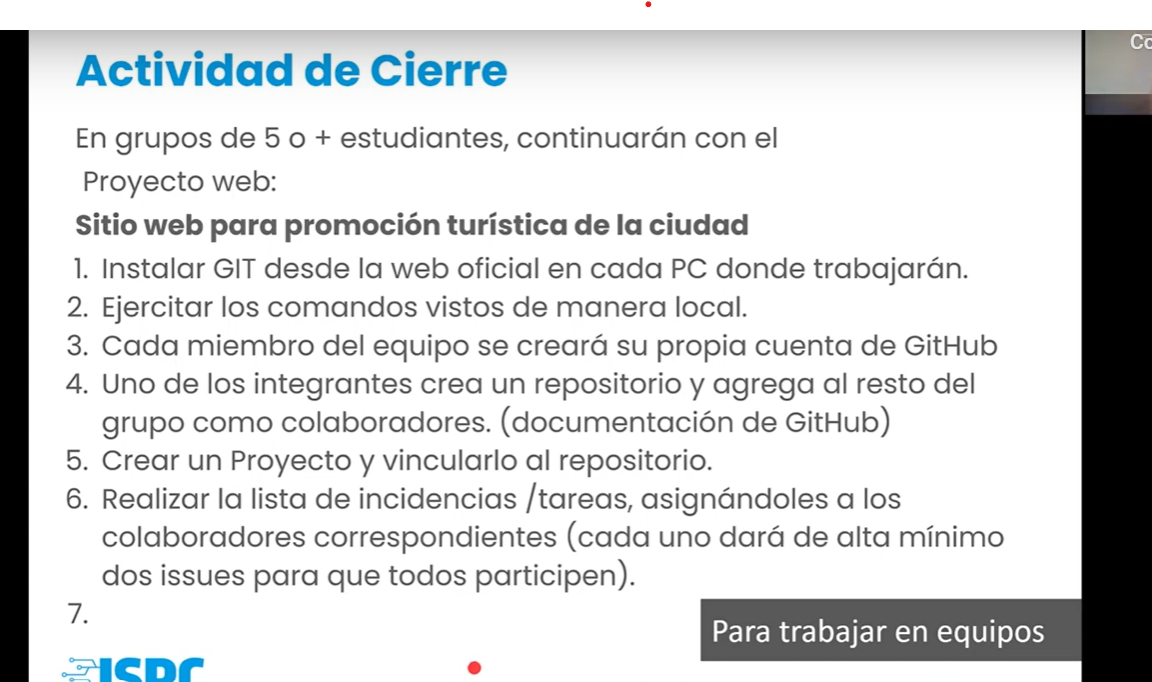 Co
Actividad de Cierre
En grupos de 5 o + estudiantes, continuarán con el
Proyecto web:
Sitio web para promoción turística de la ciudad
1. Instalar GIT desde la web oficial en cada PC donde trabajarán.
2. Ejercitar los comandos vistos de manera local.
3. Cada miembro del equipo se creará su propia cuenta de GitHub
4. Uno de los integrantes crea un repositorio y agrega al resto del
grupo como colaboradores. (documentación de GitHub)
5. Crear un Proyecto y vincularlo al repositorio.
6. Realizar la lista de incidencias /tareas, asignándoles a los
colaboradores correspondientes (cada uno dará de alta mínimo
dos issues para que todos participen).
7.
Para trabajar en equipos
ISPC